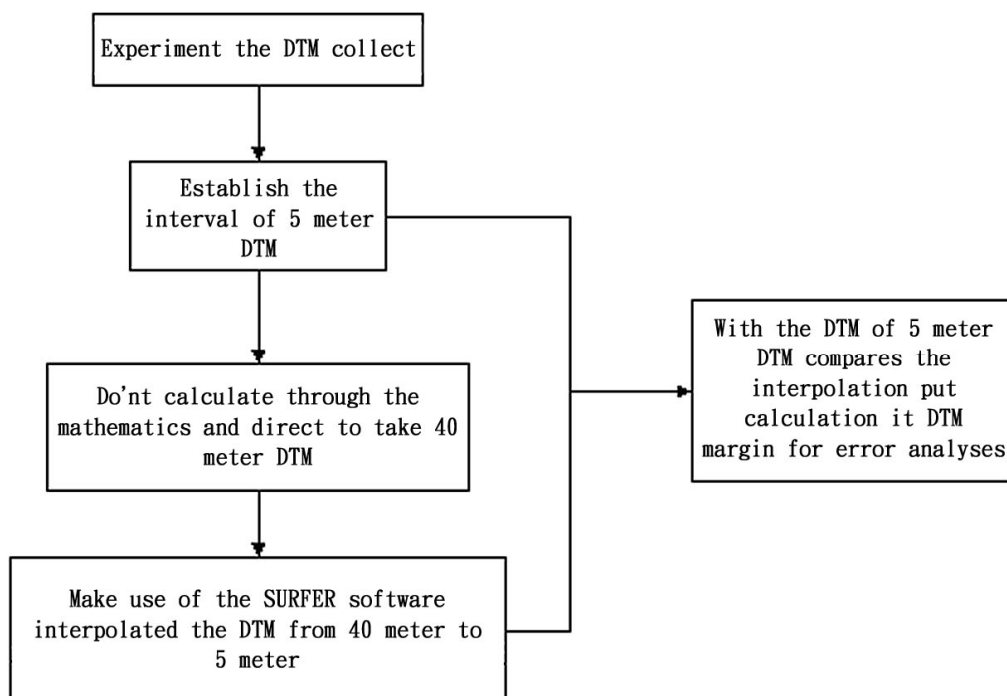 Experiment the DTM collect
Establish the
interval of 5 meter
DTM
Do'nt calculate through the
mathematics and direct to take 40
meter DTM
Make use of the SURFER software
interpolated the DTM from 40 meter to
5 meter
With the DTM of 5 meter
DTM compares the
interpolation put
calculation it DTM
margin for error analyses